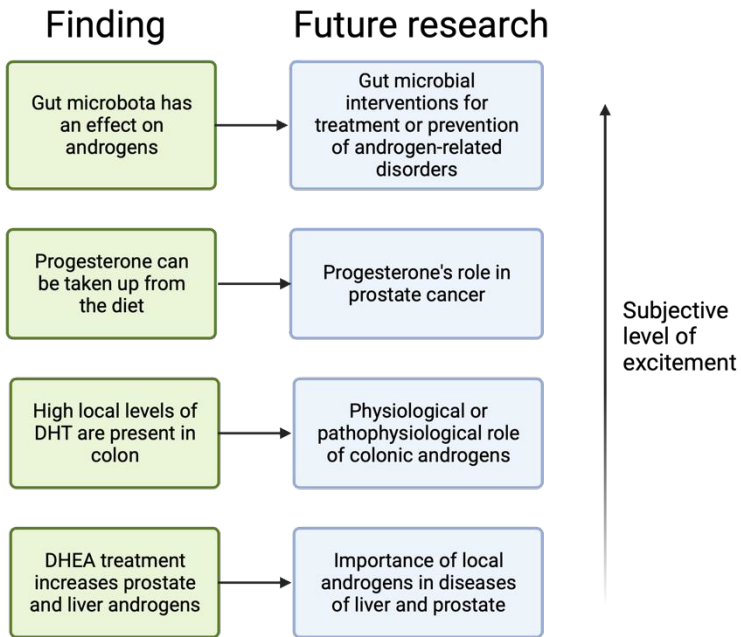 Finding
Future research
Gut microbota has
an effect on
androgens
Gut microbial
interventions for
treatment or prevention
of androgen-related
disorders
Progesterone can
be taken up from
the diet
Progesterone's role in
prostate cancer
High local levels of
DHT are present in
colon
Physiological or
pathophysiological role
of colonic androgens
DHEA treatment
increases prostate
and liver androgens
Importance of local
androgens in diseases
of liver and prostate
Subjective
level of
excitement